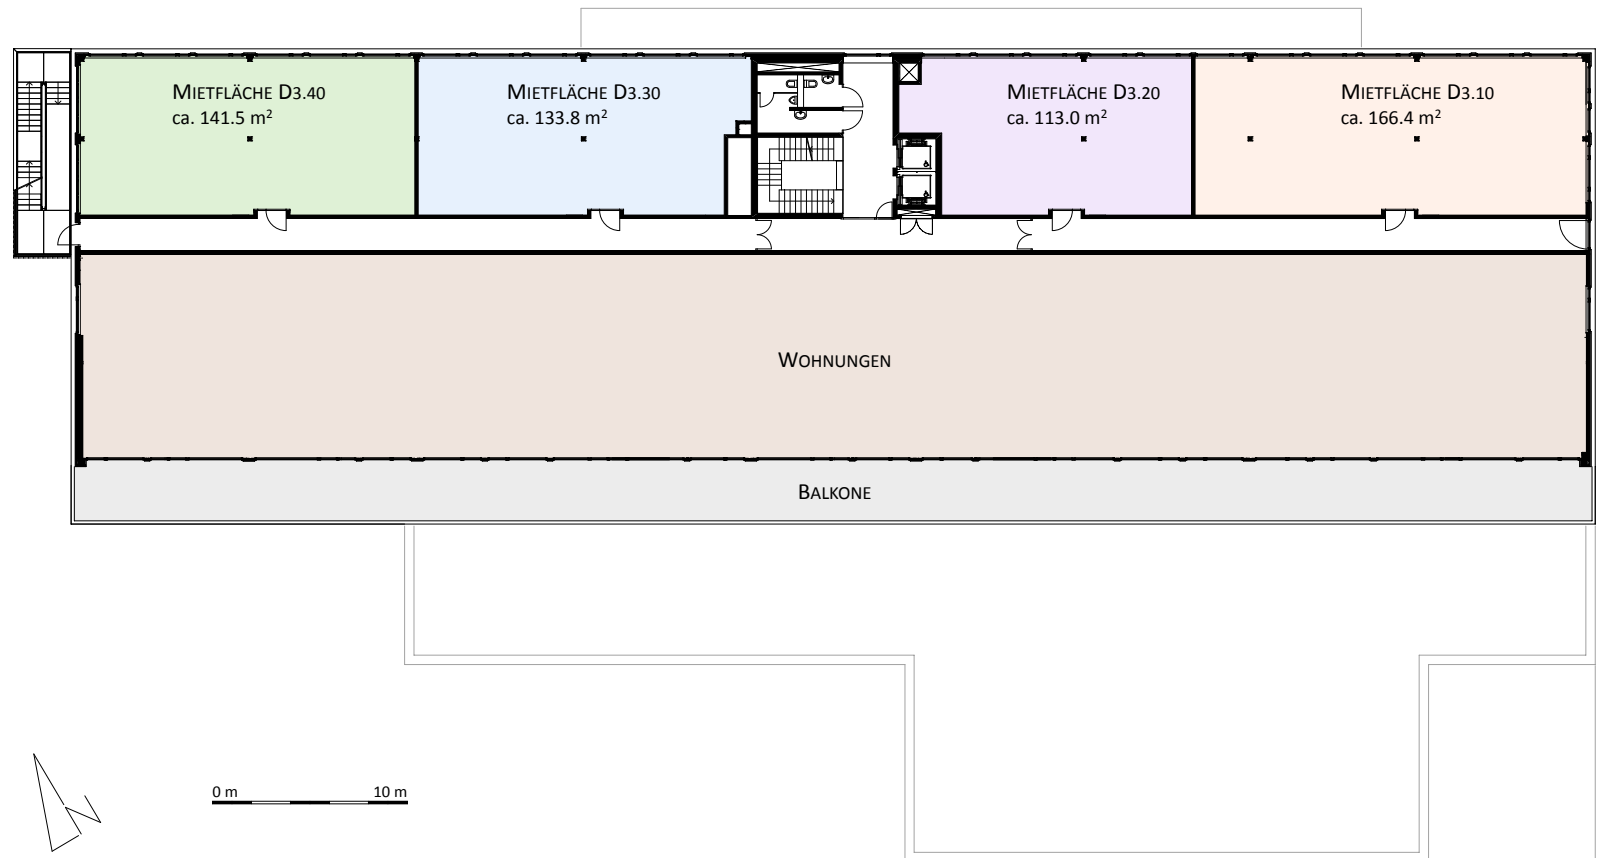 Mietfläche D3.40
ca. 141.5 m²
Mietfläche D3.30
ca. 133.8 m²
Mietfläche D3.20
ca. 113.0 m²
Mietfläche D3.10
ca. 166.4 m²
Wohnungen
Balkone
0 m 10 m
N